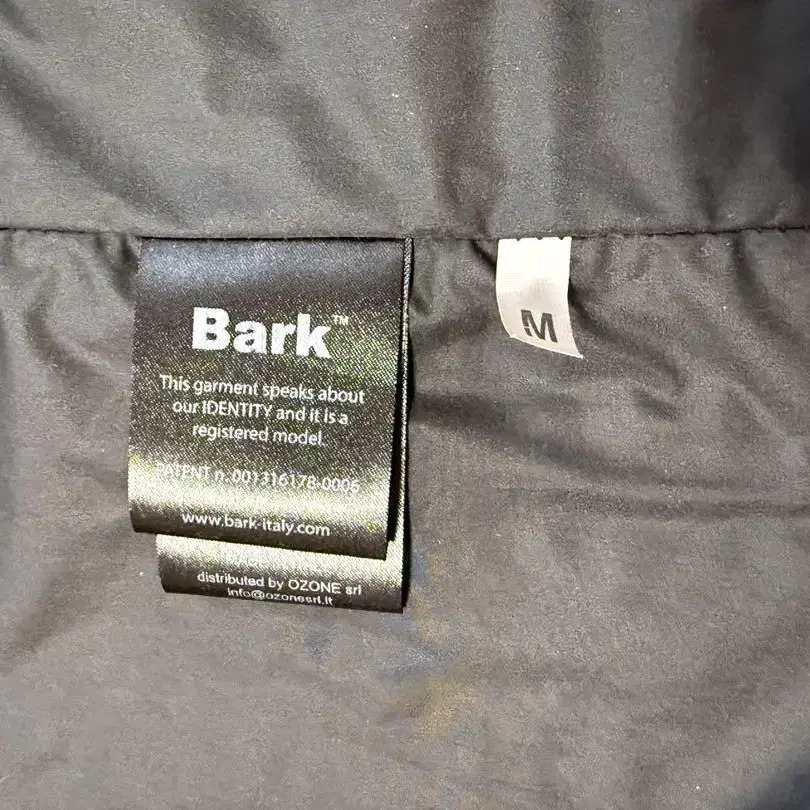 Bark™
This garment speaks about
our IDENTITY and it is a
registered model.
PATENT n. 001316178-0006
www.bark-italy.com
distributed by OZONE srl
info@ozonesrl.it
M